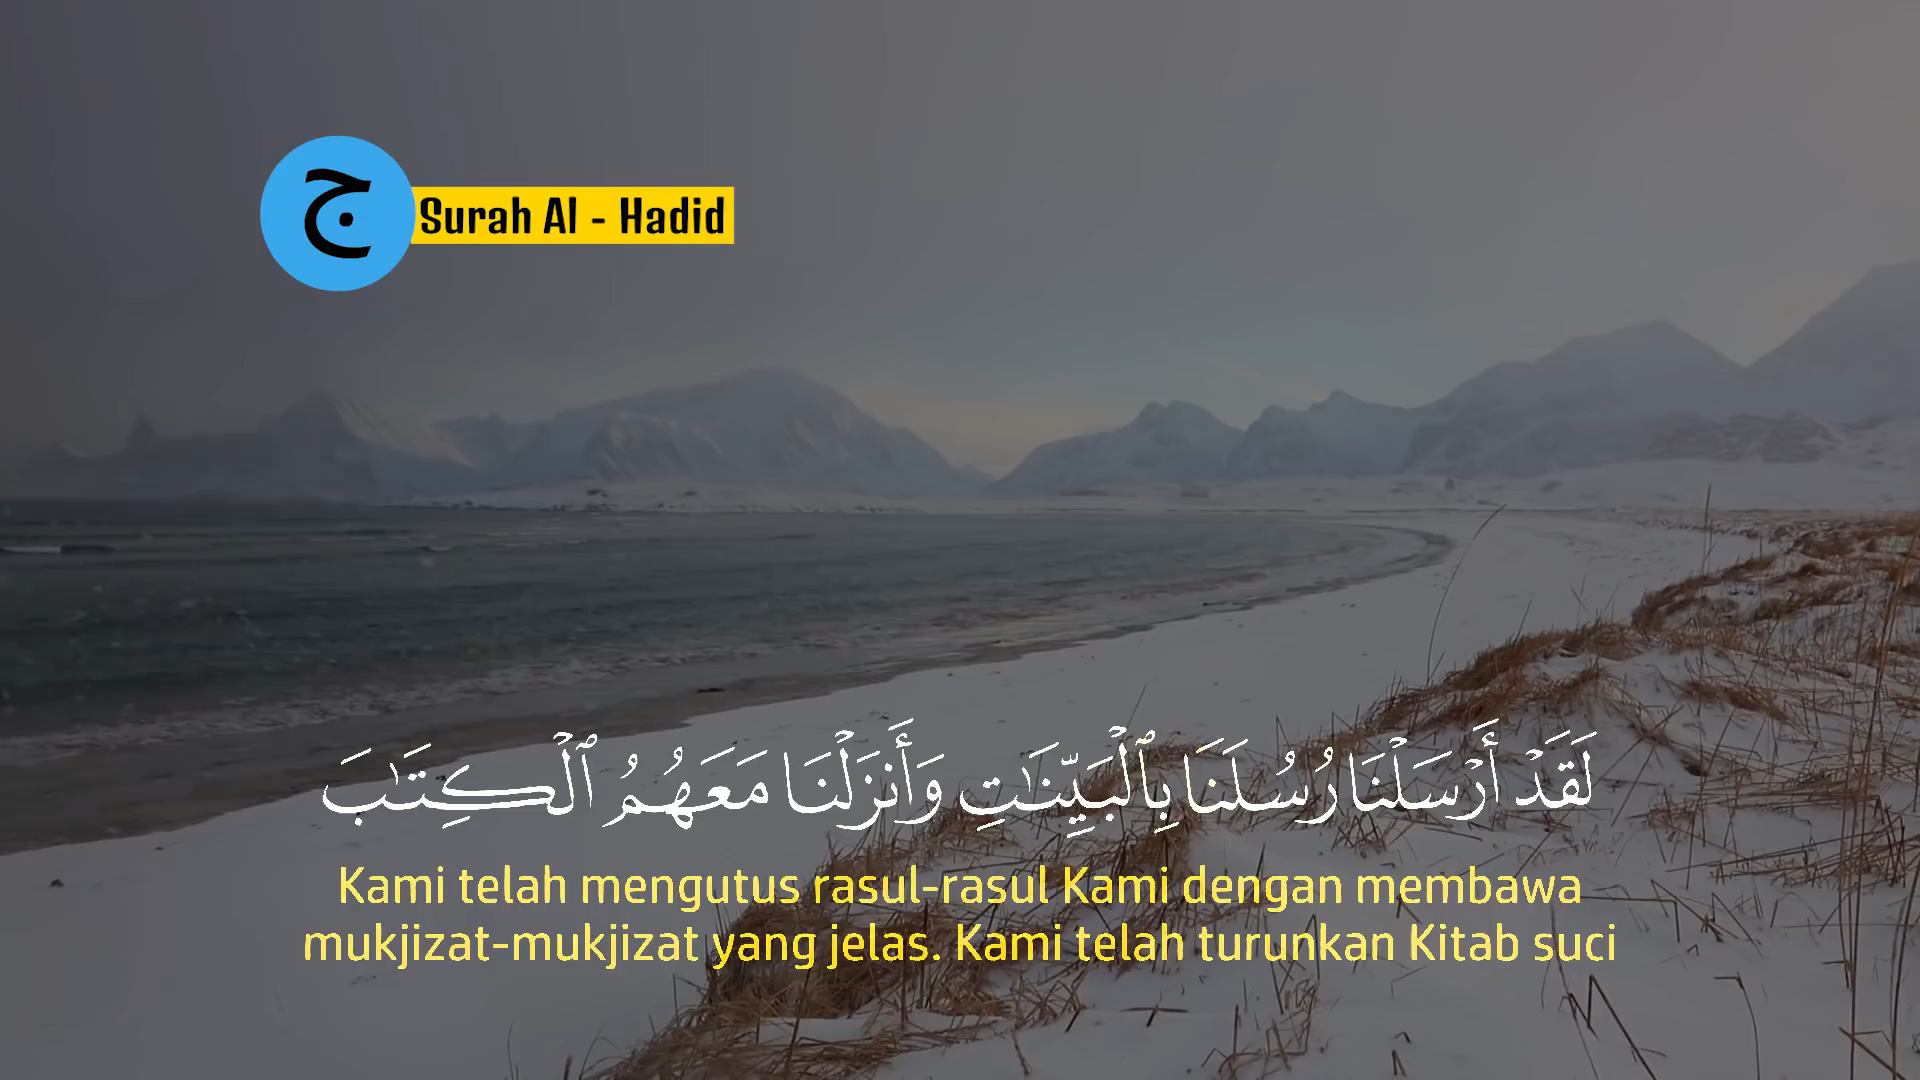 ج
Surah Al - Hadid
لَقَدْ أَرْسَلْنَا رُسُلَنَا بِٱلْبَيِّنَـٰتِ وَأَنزَلْنَا مَعَهُمُ ٱلْكِتَـٰبَ
Kami telah mengutus rasul-rasul Kami dengan membawa
mukjizat-mukjizat yang jelas. Kami telah turunkan Kitab suci